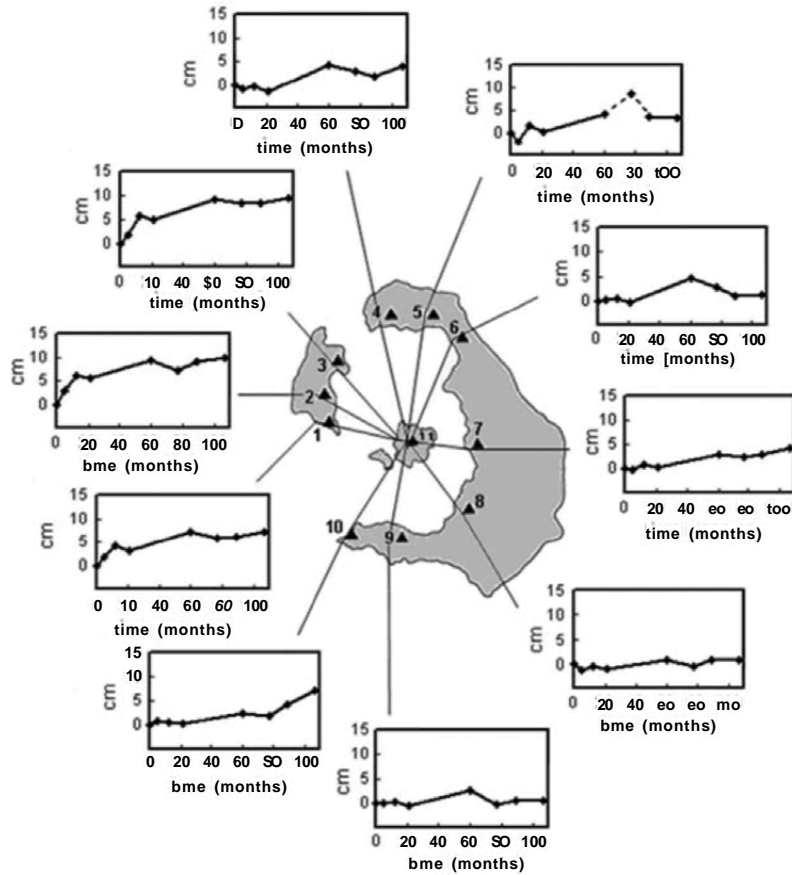 15
10
5
0
cm
D 20 40 60 SO 100
time (months)
15
10
5
0
cm
0 20 40 60 30 tOO
time (months)
15
10
5
0
cm
0 10 40 $0 SO 100
time (months)
15
10
5
0
cm
0 20 40 60 SO 100
time [months)
15
10
5
0
cm
0 20 40 60 80 100
bme (months)
15
10
5
0
cm
0 20 40 eo eo too
time (months)
15
10
5
0
cm
0 10 40 60 60 100
time (months)
15
10
5
0
cm
0 20 40 eo eo mo
bme (months)
15
10
5
0
cm
0 20 40 60 SO 100
bme (months)
15
10
5
0
cm
0 20 40 60 SO 100
bme (months)
4
5
6
3
2
1
11
7
8
10
9